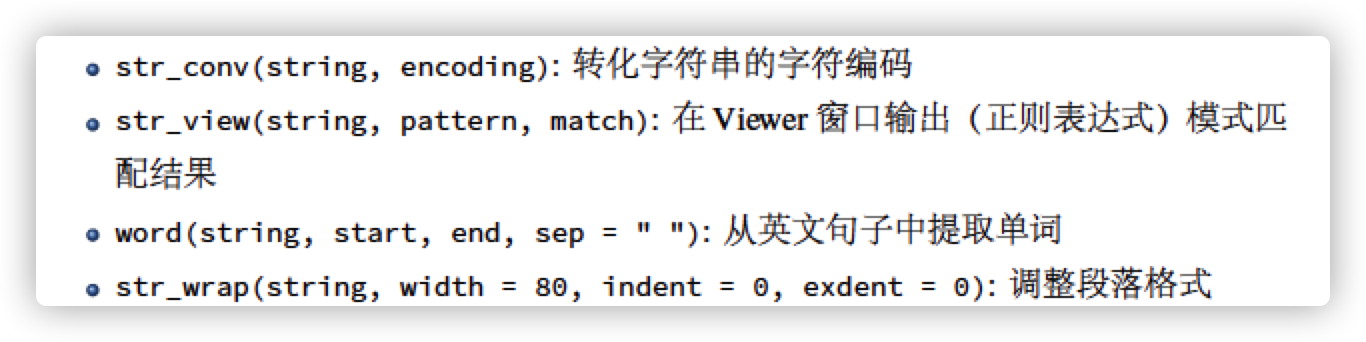 • str_conv(string, encoding): 转化字符串的字符编码
• str_view(string, pattern, match): 在 Viewer 窗口输出（正则表达式）模式匹
配结果
• word(string, start, end, sep = " "): 从英文句子中提取单词
• str_wrap(string, width = 80, indent = 0, exdent = 0): 调整段落格式